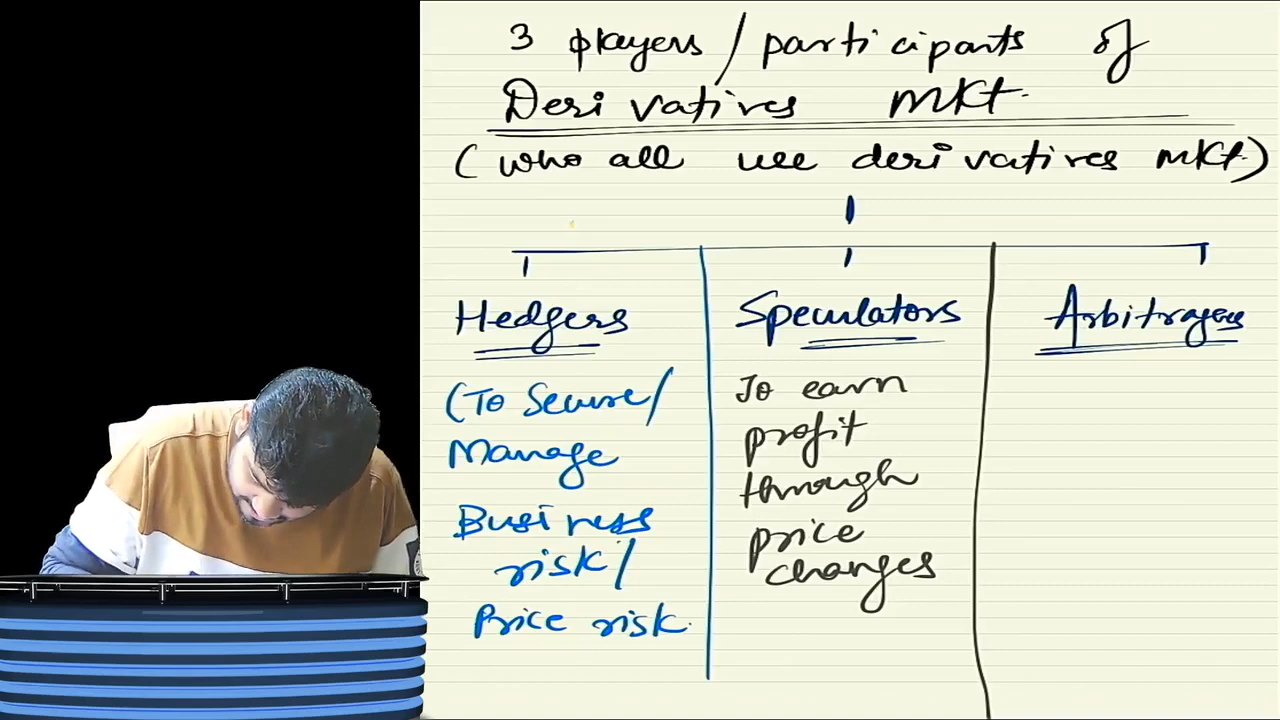 3 players/participants of
Derivatives Mkt.
(who all use derivatives mkt.)
Hedgers
(To Secure/
Manage
Business
risk/
Price risk.
Speculators
To earn
profit
through
price
changes
Arbitragers